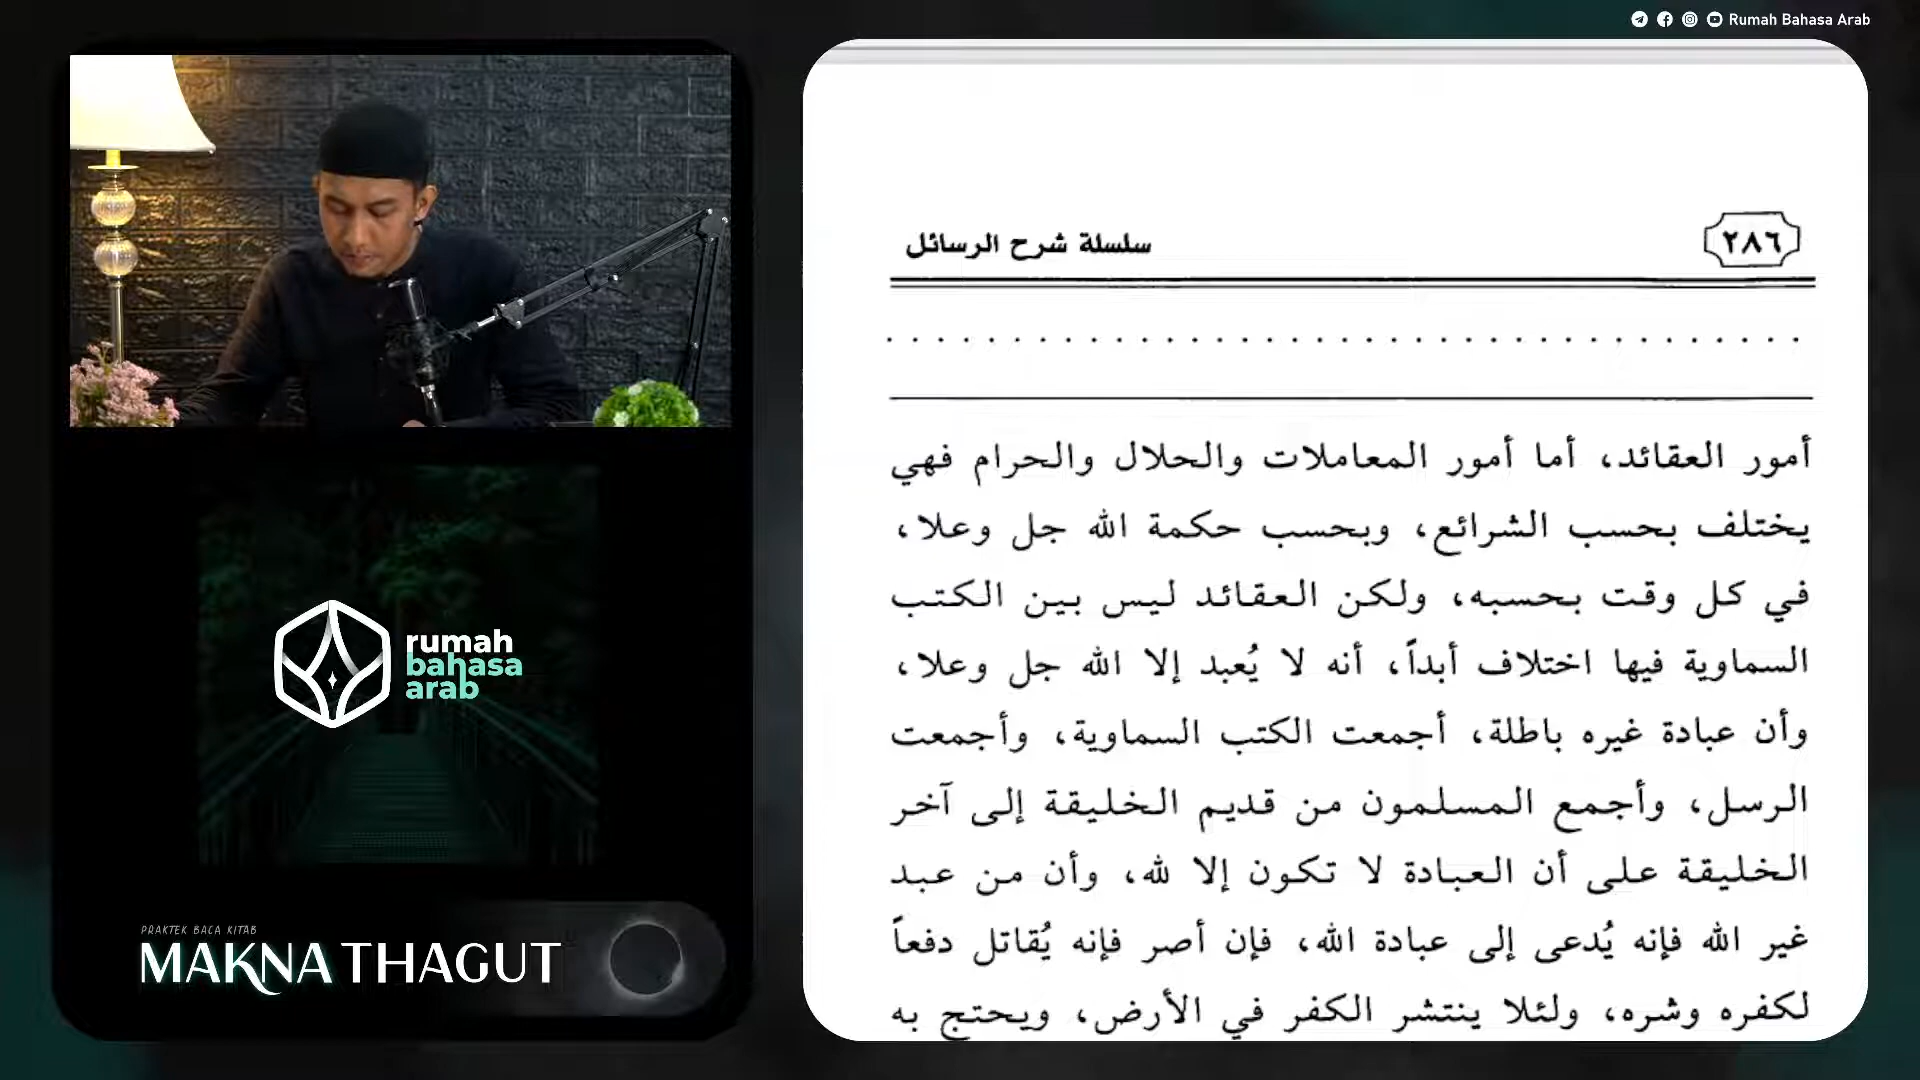 Rumah Bahasa Arab
سلسلة شرح الرسائل
٢٨٦
أمور العقائد، أما أمور المعاملات والحلال والحرام فهي
يختلف بحسب الشرائع، وبحسب حكمة الله جل وعلا،
في كل وقت بحسبه، ولكن العقائد ليس بين الكتب
السماوية فيها اختلاف أبداً، أنه لا يُعبد إلا الله جل وعلا،
وأن عبادة غيره باطلة، أجمعت الكتب السماوية، وأجمعت
الرسل، وأجمع المسلمون من قديم الخليقة إلى آخر
الخليقة على أن العبادة لا تكون إلا لله، وأن من عبد
غير الله فإنه يُدعى إلى عبادة الله، فإن أصر فإنه يُقاتل دفعاً
لكفره وشره، ولئلا ينتشر الكفر في الأرض، ويحتج به
rumah
bahasa
arab
PRAKTEK BACA KITAB
MAKNA THAGUT